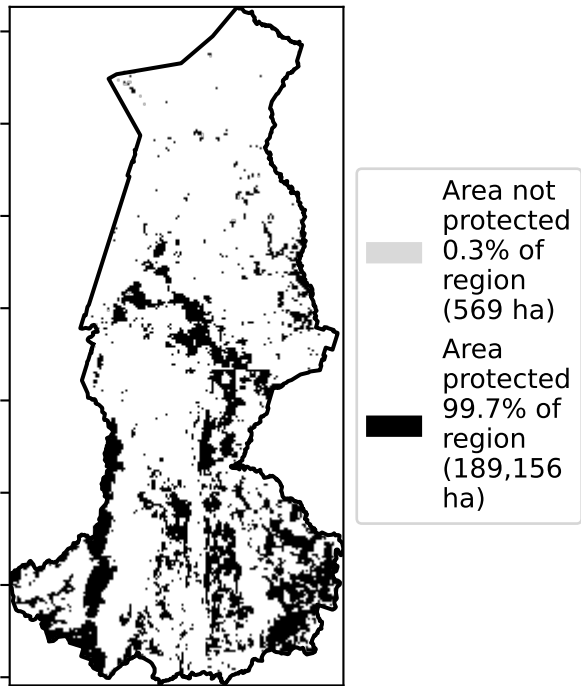 Area not
protected
0.3% of
region
(569 ha)
Area
protected
99.7% of
region
(189,156
ha)